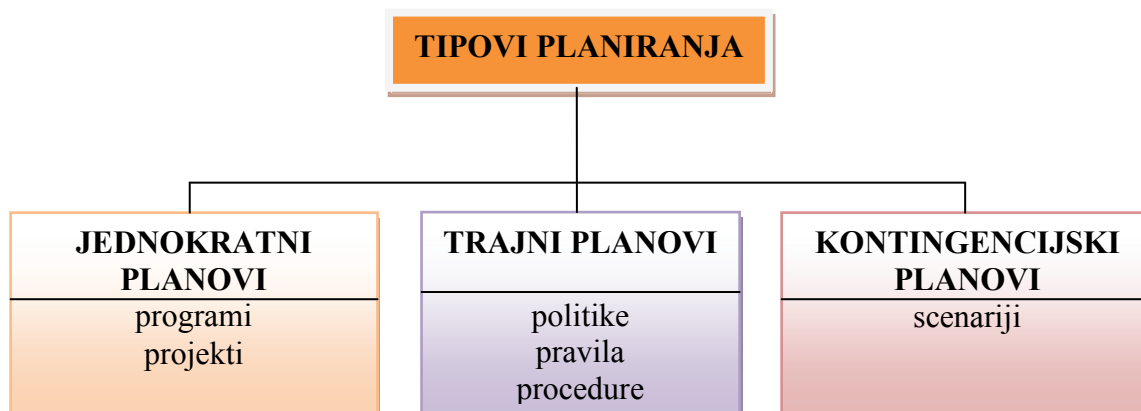 TIPOVI PLANIRANJA
JEDNOKRATNI
PLANOVI
programi
projekti
TRAJNI PLANOVI
politike
pravila
procedure
KONTINGENCIJSKI
PLANOVI
scenariji